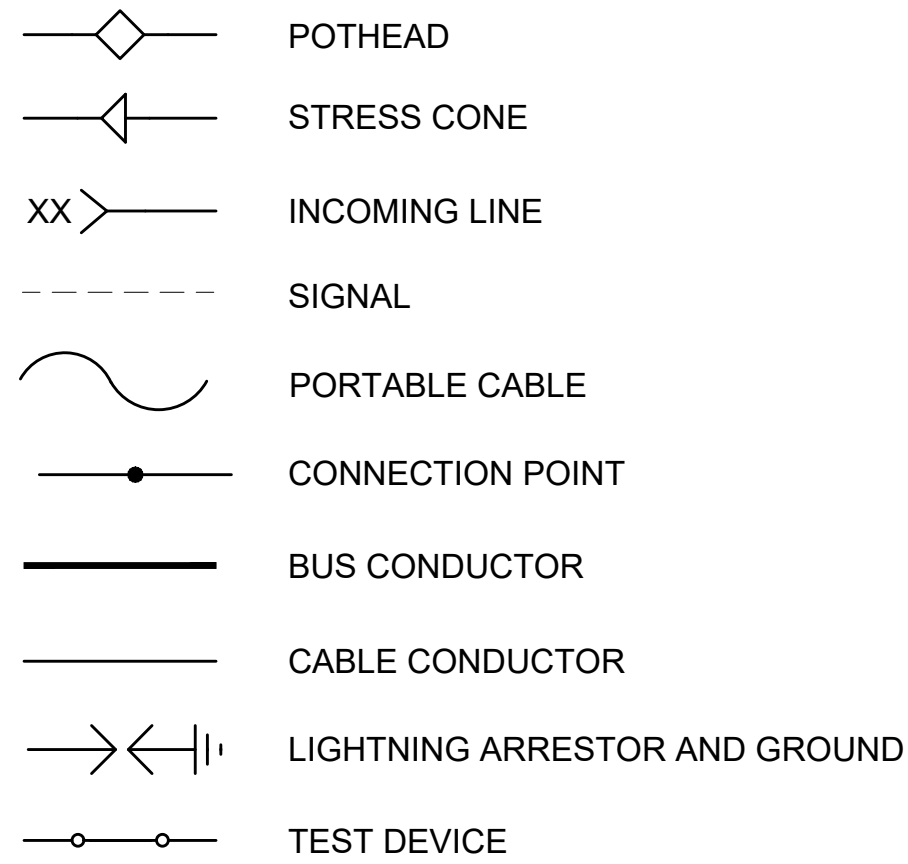 POTHEAD
STRESS CONE
XX INCOMING LINE
SIGNAL
PORTABLE CABLE
CONNECTION POINT
BUS CONDUCTOR
CABLE CONDUCTOR
LIGHTNING ARRESTOR AND GROUND
TEST DEVICE